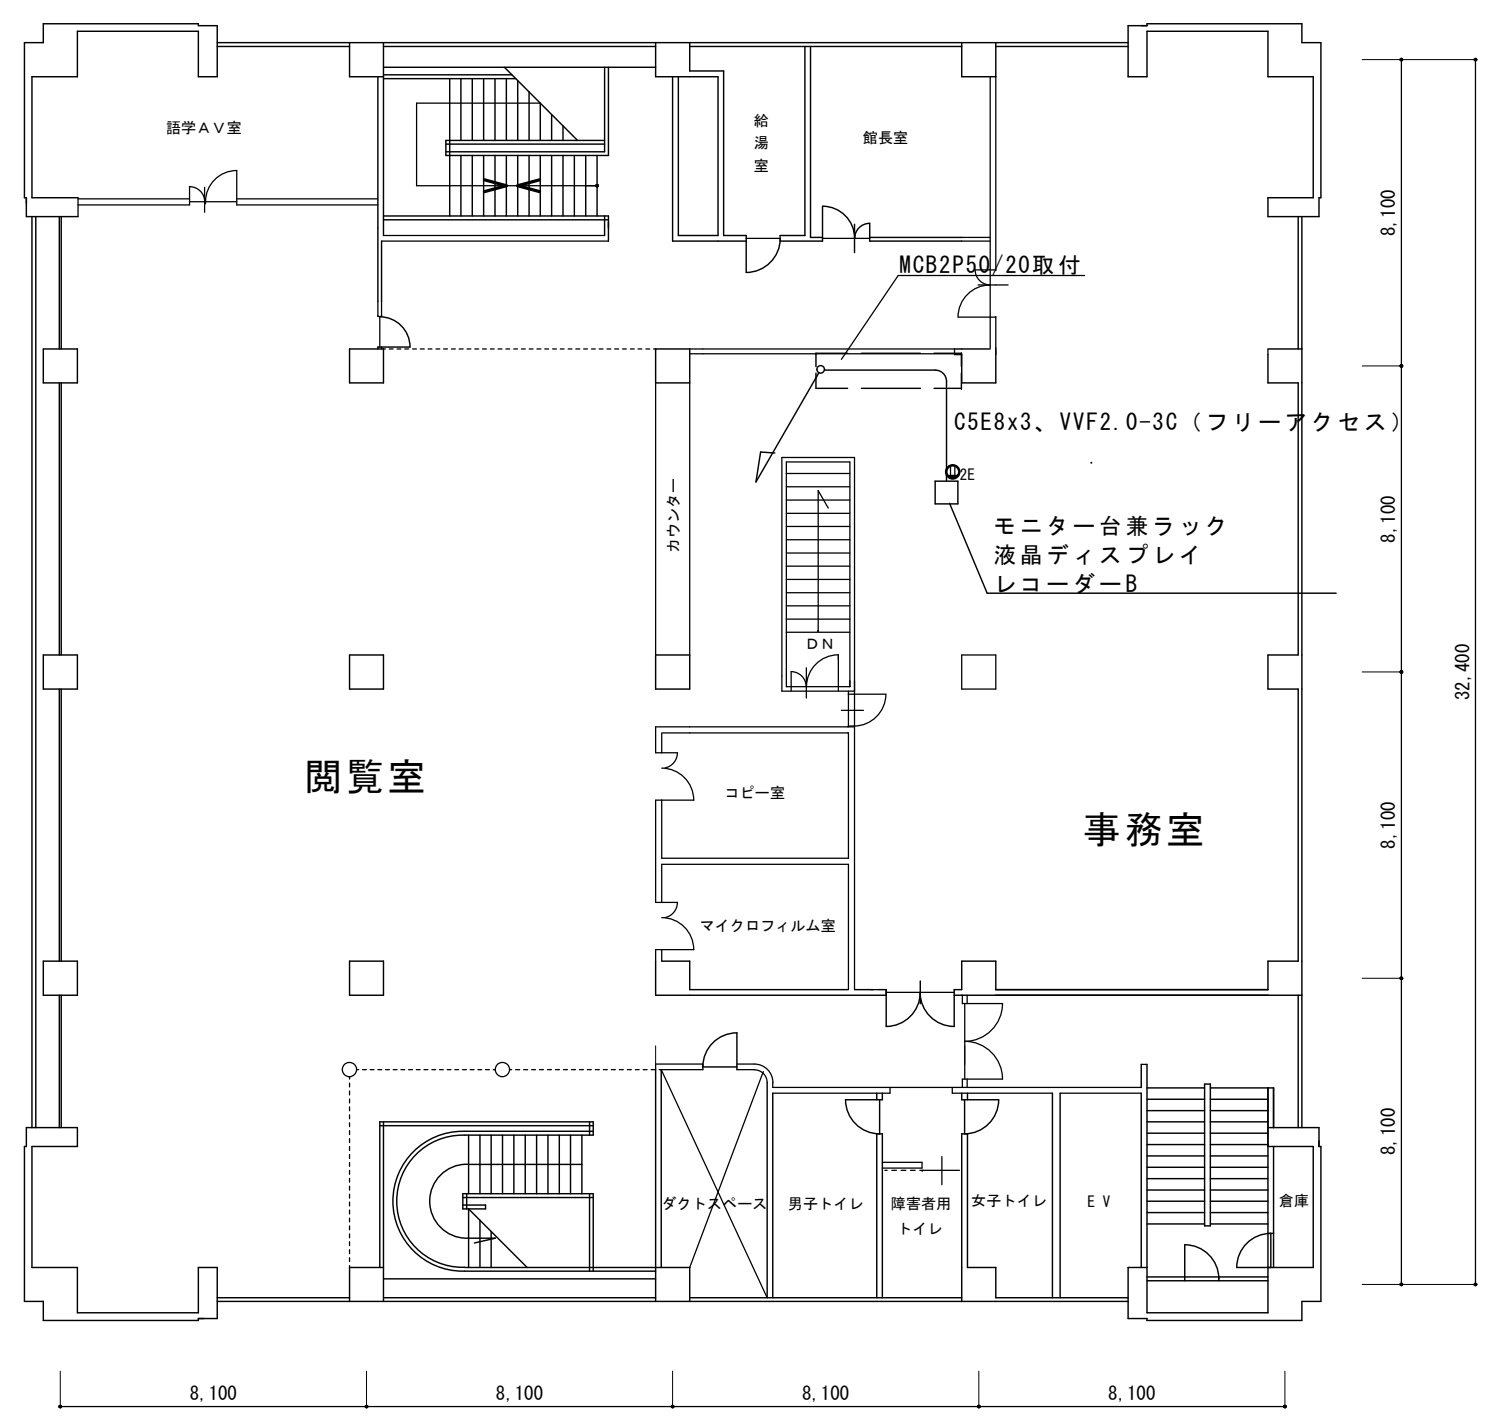 語学ＡＶ室
給湯室
館長室
MCB2P50/20取付
C5E8x3、VVF2.0-3C（フリーアクセス）
2E
モニター台兼ラック
液晶ディスプレイ
レコーダーB
カウンター
ＤＮ
閲覧室
コピー室
事務室
マイクロフィルム室
ダクトスペース
男子トイレ
障害者用
トイレ
女子トイレ
ＥＶ
倉庫
8,100
8,100
8,100
8,100
32,400
8,100
8,100
8,100
8,100